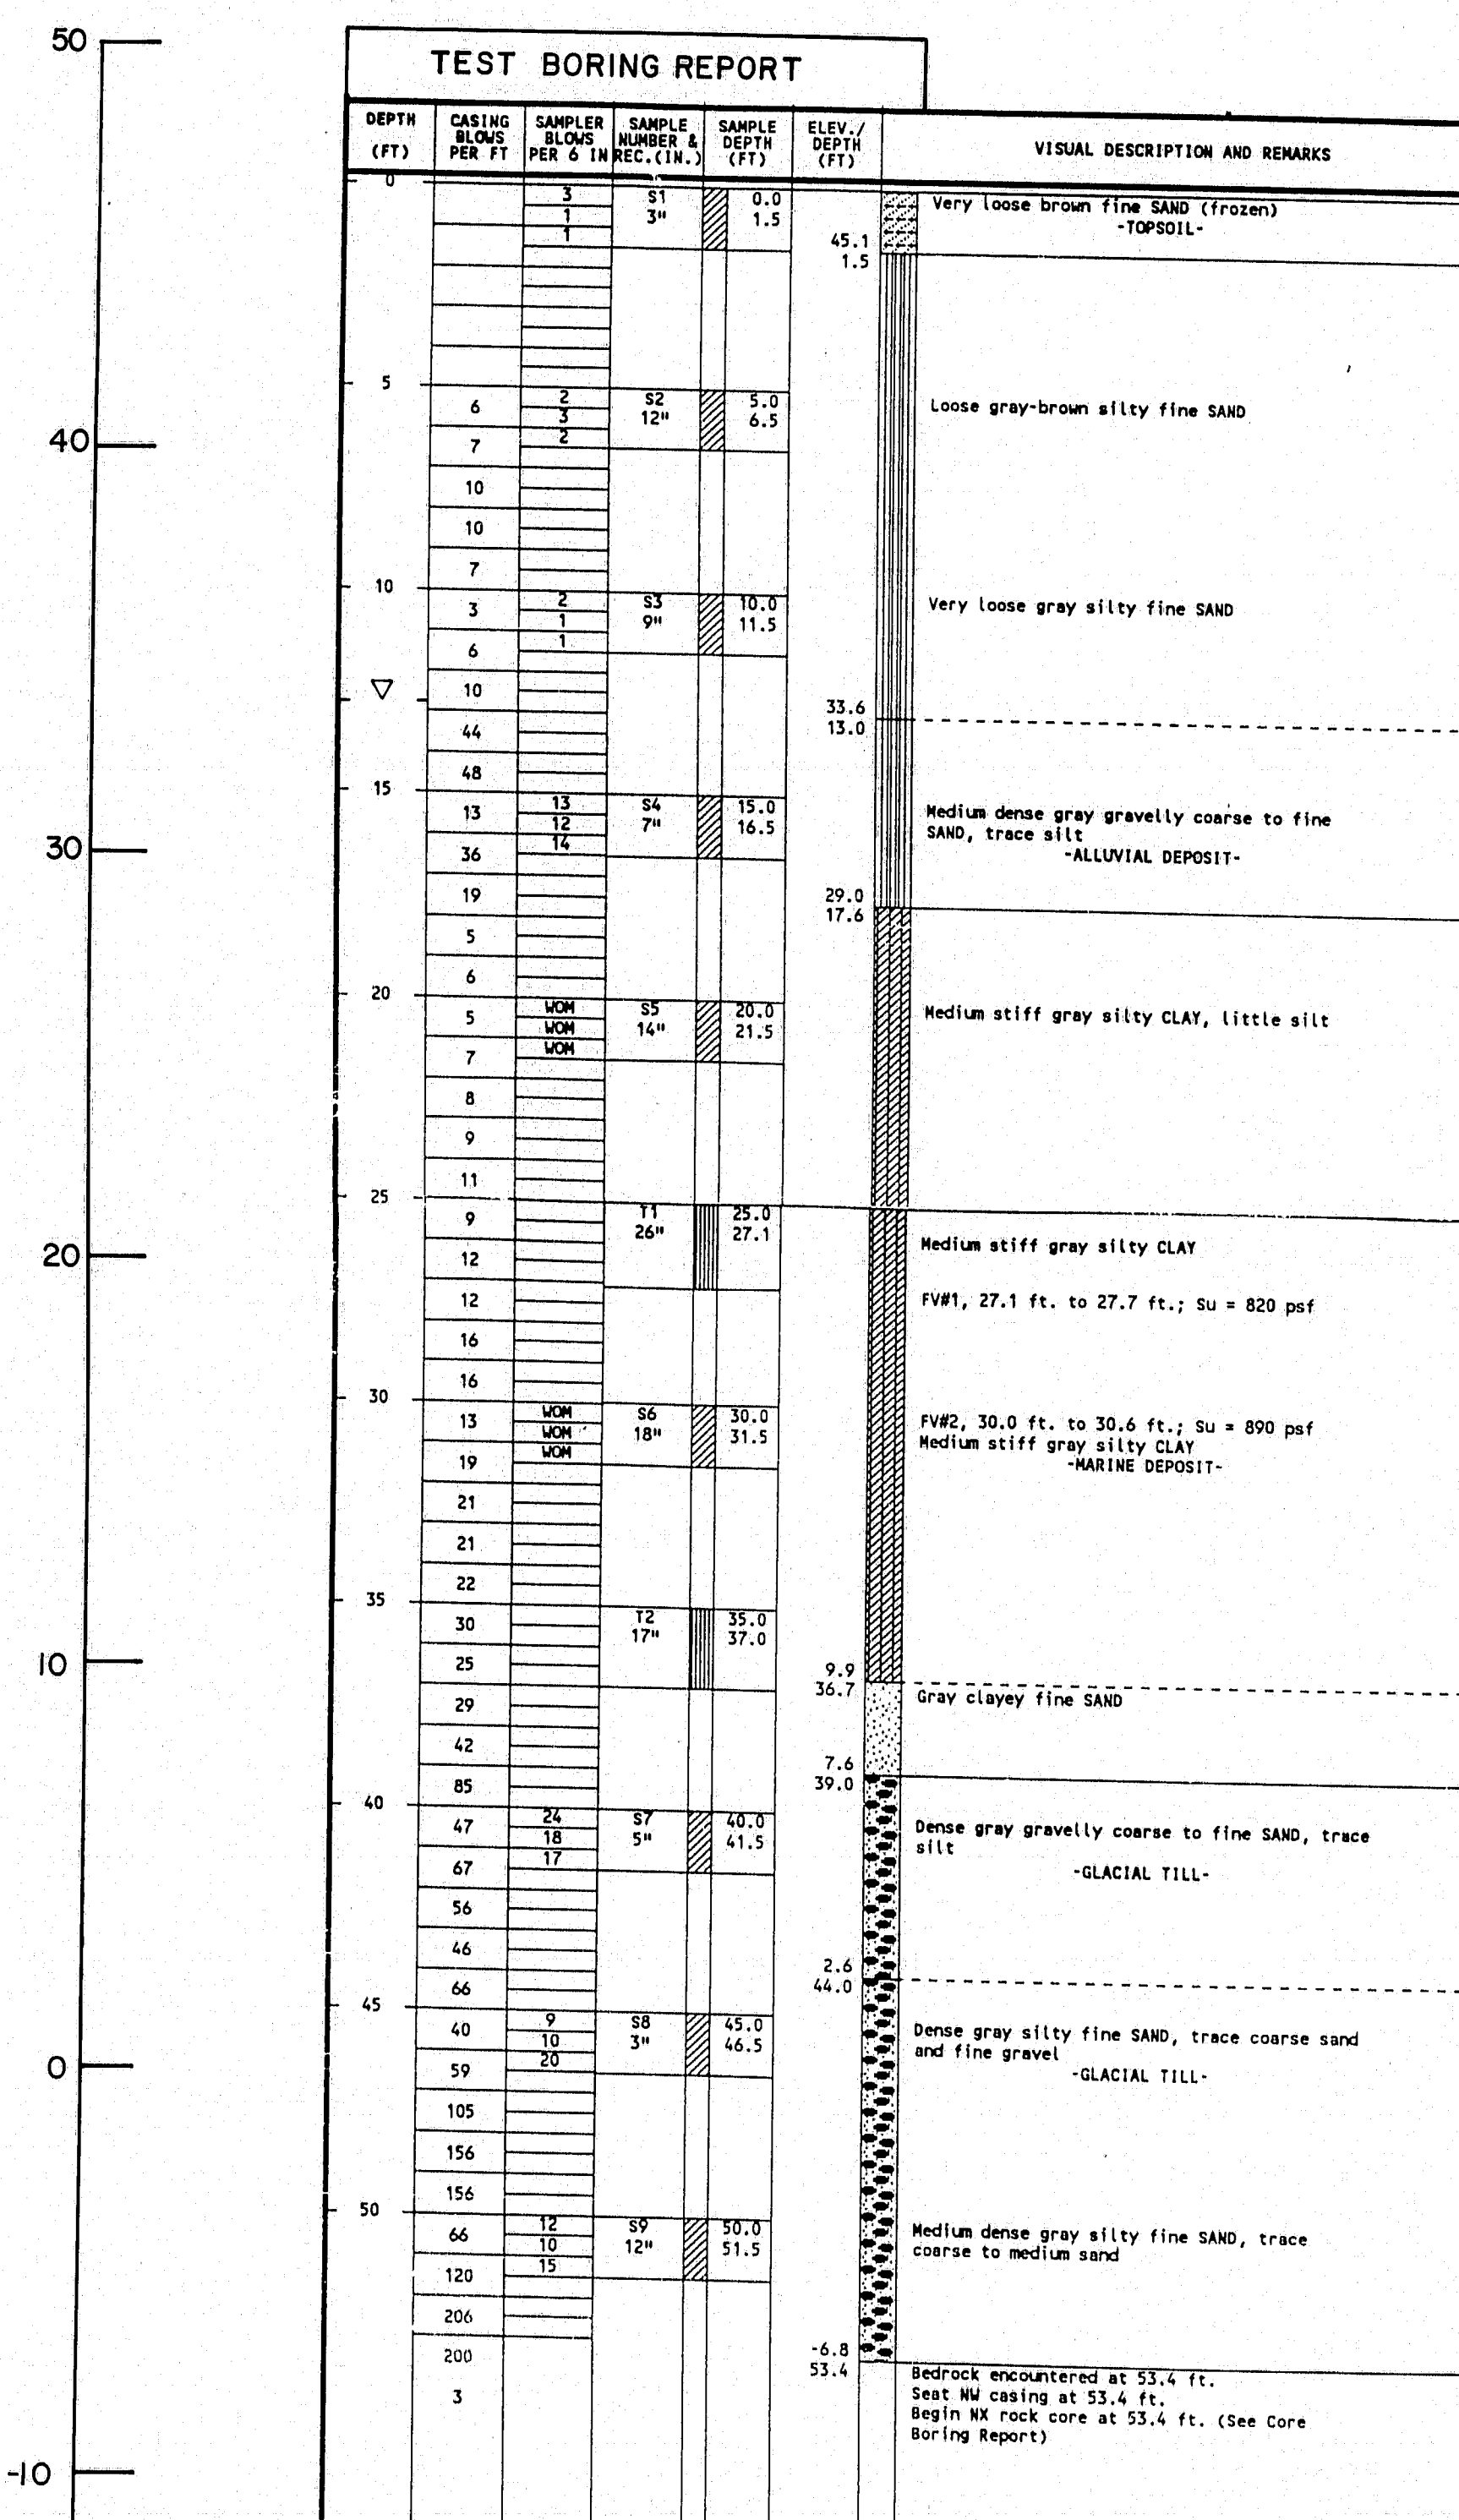 50
TEST BORING REPORT
DEPTH (FT) CASING BLOWS PER FT SAMPLER BLOWS PER 6 IN SAMPLE NUMBER & REC.(IN.) SAMPLE DEPTH (FT) ELEV./ DEPTH (FT) VISUAL DESCRIPTION AND REMARKS
0
3 S1 0.0 Very loose brown fine SAND (frozen)
1 3" 1.5 -TOPSOIL-
1
45.1
1.5
5
6 2 S2 5.0 Loose gray-brown silty fine SAND
3 12" 6.5
7 2
40
10
10
7
10
3 2 S3 10.0 Very loose gray silty fine SAND
1 9" 11.5
6 1
10
33.6
44 13.0
48
15
13 13 S4 15.0 Medium dense gray gravelly coarse to fine
12 7" 16.5 SAND, trace silt
30 36 14 -ALLUVIAL DEPOSIT-
19 29.0
17.6
5
6
20
5 WOM S5 20.0 Medium stiff gray silty CLAY, little silt
WOM 14" 21.5
7 WOM
8
9
11
25
9 T1 25.0
26" 27.1 Medium stiff gray silty CLAY
20 12
12 FV#1, 27.1 ft. to 27.7 ft.; Su = 820 psf
16
16
30
13 WOM S6 30.0 FV#2, 30.0 ft. to 30.6 ft.; Su = 890 psf
WOM 18" 31.5 Medium stiff gray silty CLAY
19 WOM -MARINE DEPOSIT-
21
21
22
35
30 T2 35.0
17" 37.0
10 25 9.9
36.7 Gray clayey fine SAND
29
42
7.6
85 39.0
40
47 24 S7 40.0 Dense gray gravelly coarse to fine SAND, trace
18 5" 41.5 silt
67 17 -GLACIAL TILL-
56
46
2.6
66 44.0
45
40 9 S8 45.0 Dense gray silty fine SAND, trace coarse sand
10 3" 46.5 and fine gravel
0 59 20 -GLACIAL TILL-
105
156
156
50
66 12 S9 50.0 Medium dense gray silty fine SAND, trace
10 12" 51.5 coarse to medium sand
120 15
206
200 -6.8
53.4 Bedrock encountered at 53.4 ft.
3 Seat NW casing at 53.4 ft.
Begin NX rock core at 53.4 ft. (See Core
Boring Report)
-10